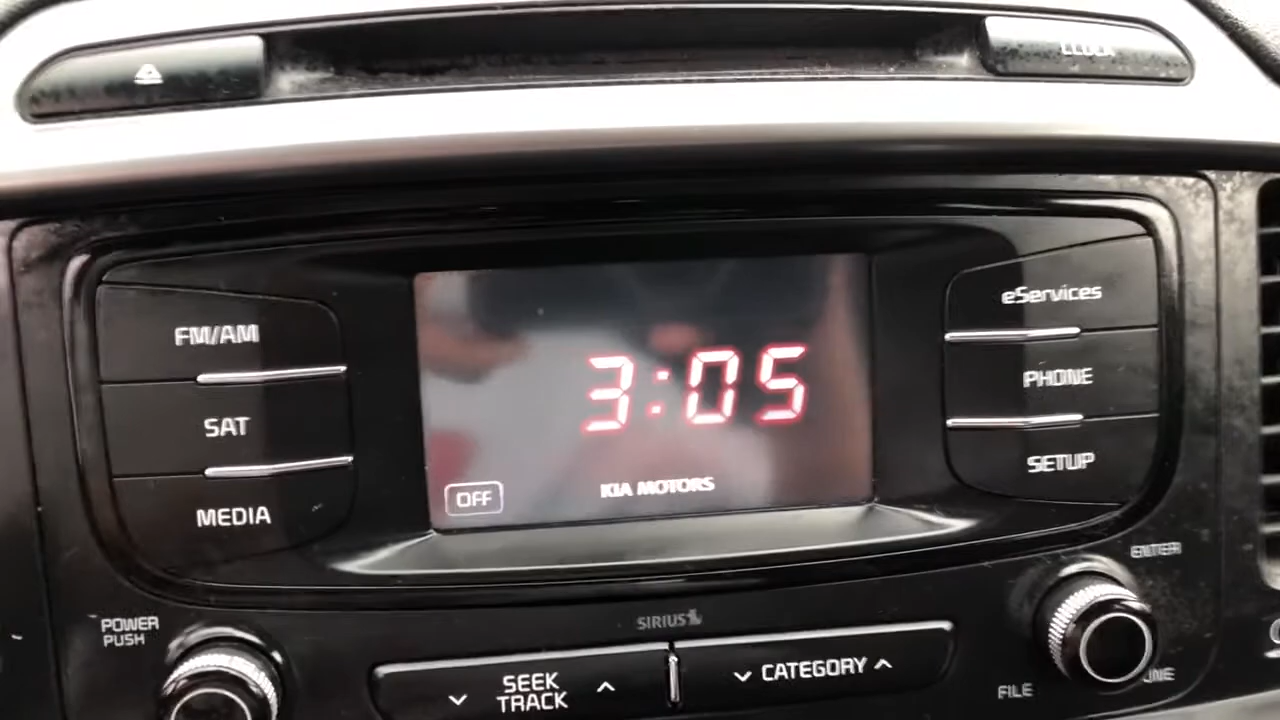 CLOCK
FM/AM
SAT
MEDIA
3:05
OFF
KIA MOTORS
eServices
PHONE
SETUP
POWER
PUSH
SIRIUS
SEEK
TRACK
CATEGORY
ENTER
FILE